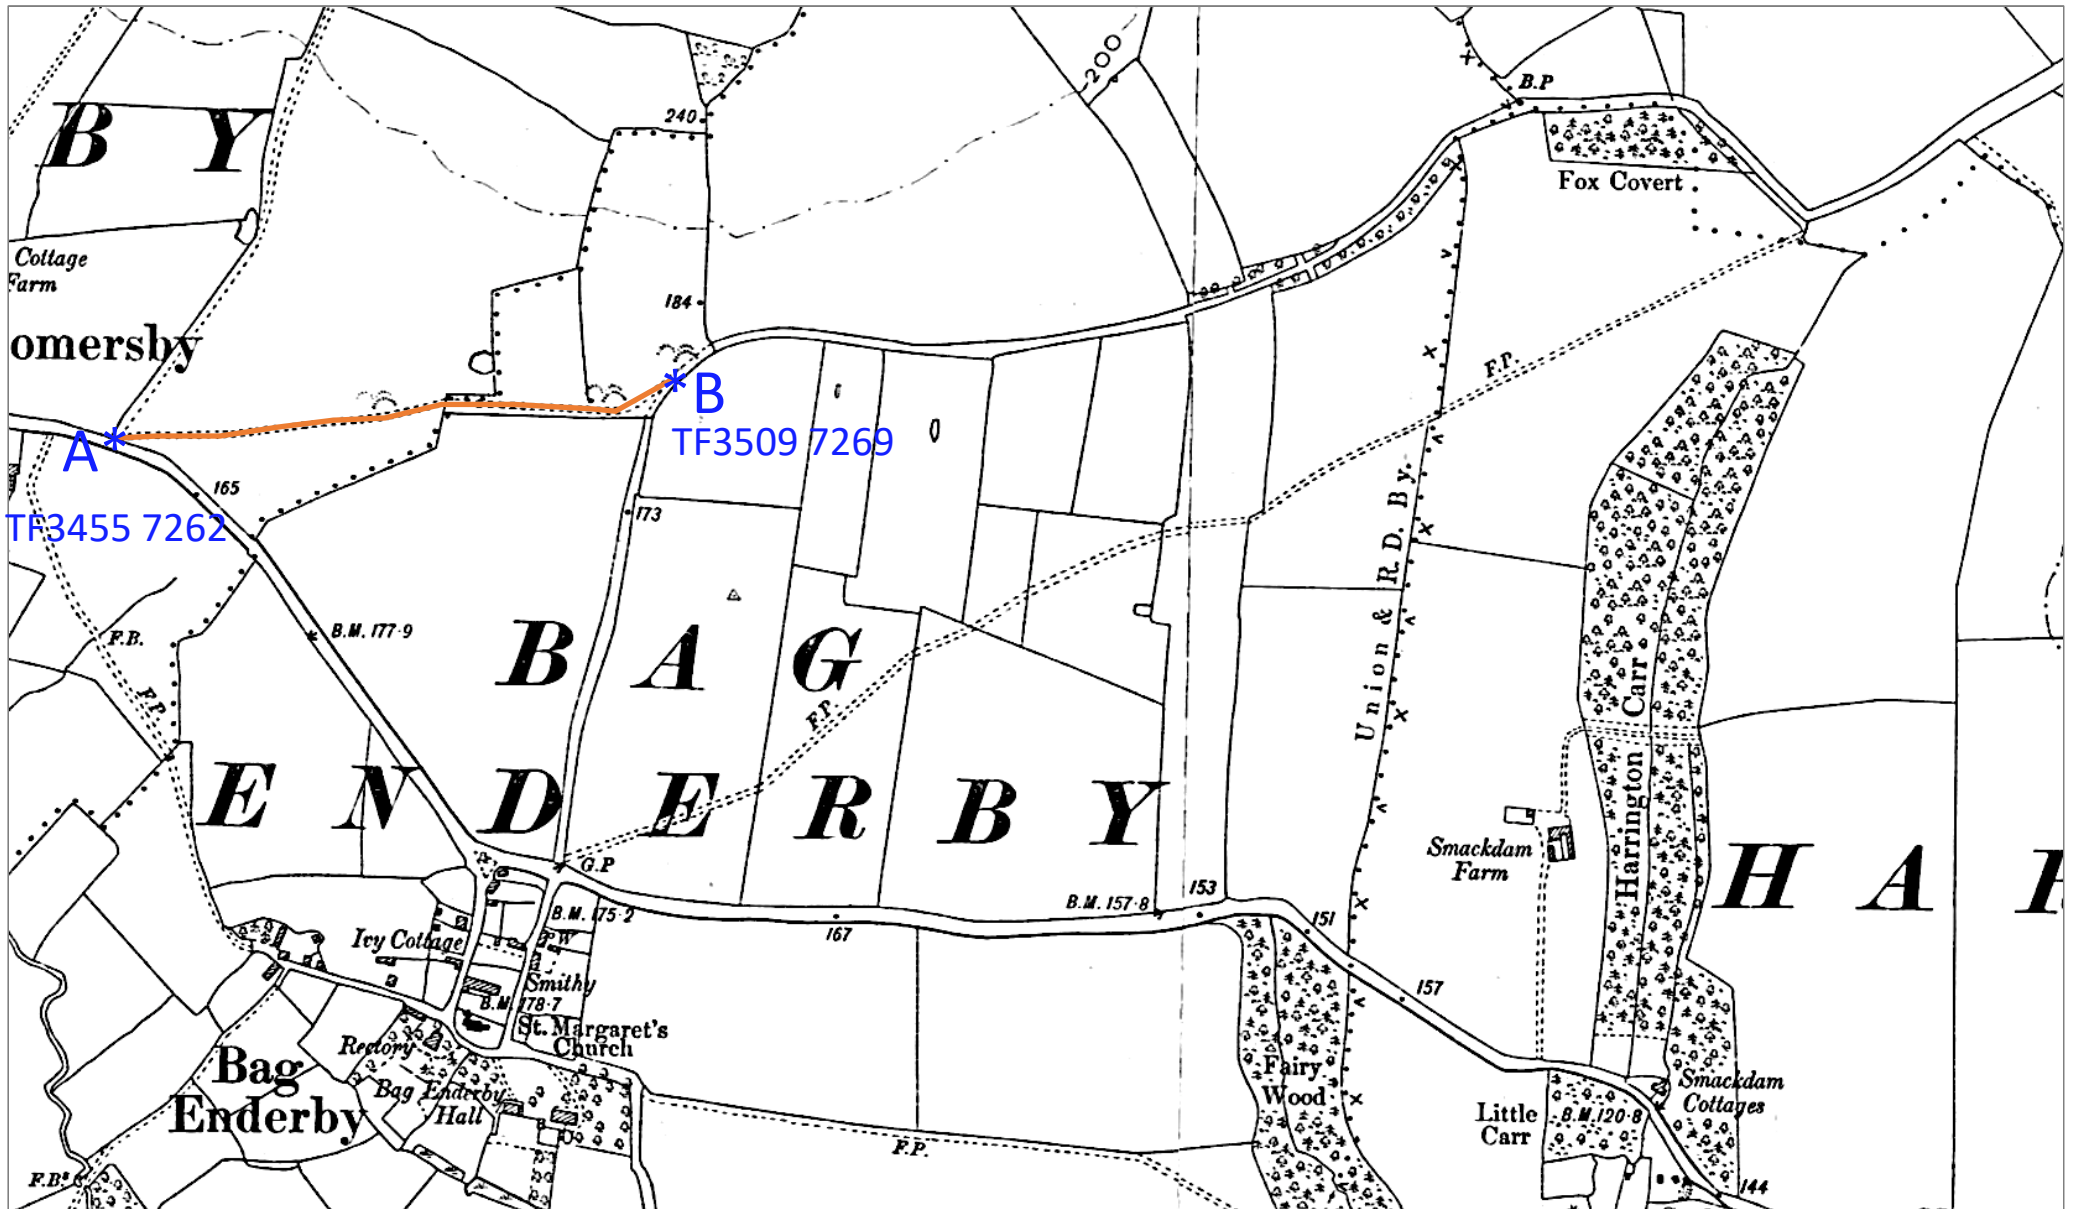 200
B.P
240
B Y
Fox Covert
Cottage
Farm
184
omersby
F.P.
B
TF3509 7269
A
165
TF3455 7262
173
Union & R.D. By.
B.M. 177·9
F.B.
B A G
F.P.
F.P.
Harrington Carr
E N D E R B Y
Smackdam
Farm
H A
G.P
B.M. 157·8
153
B.M. 175·2
151
167
Ivy Cottage
W
Smithy
157
B.M. 178·7
St. Margaret's
Church
Rectory
Bag
Enderby
Bag Enderby
Hall
Fairy
Wood
Smackdam
Cottages
Little
Carr
B.M. 120·8
F.P.
F.Bs
144